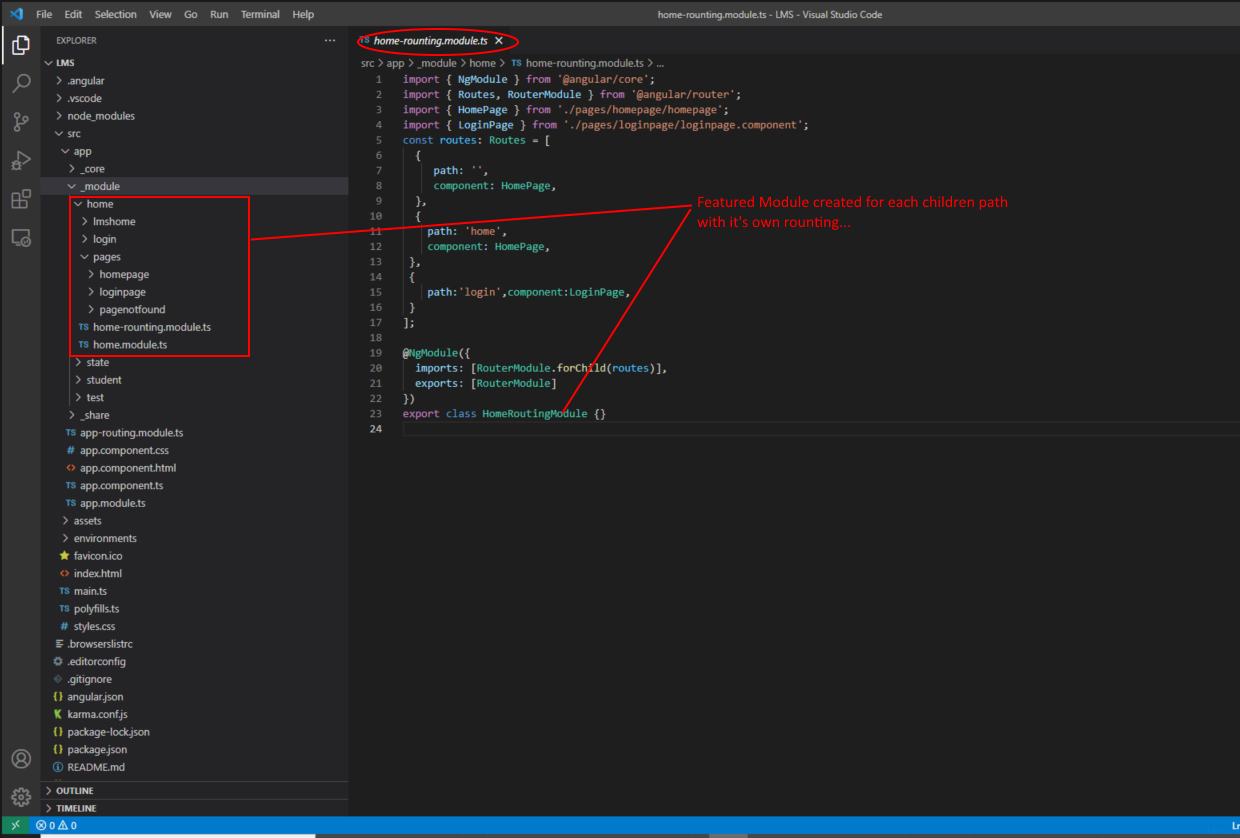 File Edit Selection View Go Run Terminal Help
home-rounting.module.ts - LMS - Visual Studio Code
EXPLORER
LMS
.angular
.vscode
node_modules
src
app
_core
_module
home
lmshome
login
pages
homepage
loginpage
pagenotfound
TS home-rounting.module.ts
TS home.module.ts
state
student
test
_share
TS app-routing.module.ts
# app.component.css
<> app.component.html
TS app.component.ts
TS app.module.ts
assets
environments
favicon.ico
<> index.html
TS main.ts
TS polyfills.ts
# styles.css
.browserslistrc
.editorconfig
.gitignore
{} angular.json
karma.conf.js
{} package-lock.json
{} package.json
README.md
OUTLINE
TIMELINE
TS home-rounting.module.ts
src > app > _module > home > TS home-rounting.module.ts > ...
1 import { NgModule } from '@angular/core';
2 import { Routes, RouterModule } from '@angular/router';
3 import { HomePage } from './pages/homepage/homepage';
4 import { LoginPage } from './pages/loginpage/loginpage.component';
5 const routes: Routes = [
6 {
7 path: '',
8 component: HomePage,
9 },
10 {
11 path: 'home',
12 component: HomePage,
13 },
14 {
15 path:'login',component:LoginPage,
16 }
17 ];
18
19 @NgModule({
20 imports: [RouterModule.forChild(routes)],
21 exports: [RouterModule]
22 })
23 export class HomeRoutingModule {}
24
Featured Module created for each children path
with it's own rounting...
0 0